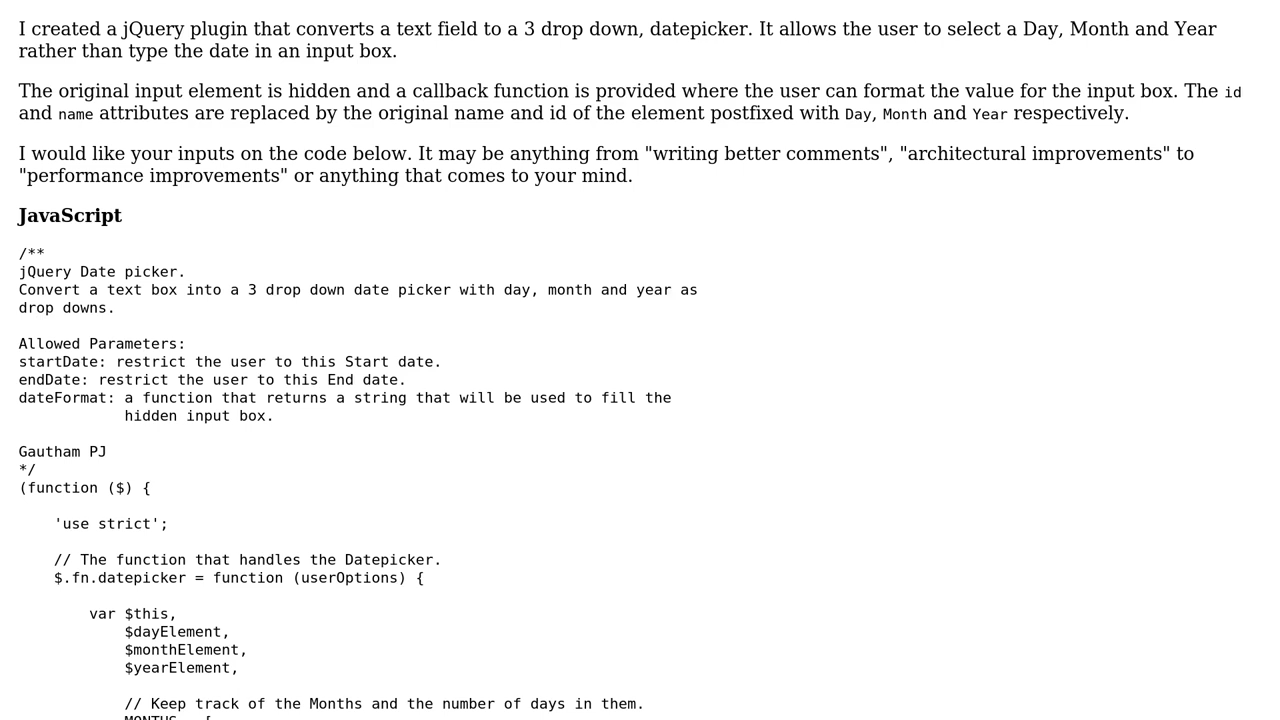 I created a jQuery plugin that converts a text field to a 3 drop down, datepicker. It allows the user to select a Day, Month and Year
rather than type the date in an input box.
The original input element is hidden and a callback function is provided where the user can format the value for the input box. The id
and name attributes are replaced by the original name and id of the element postfixed with Day, Month and Year respectively.
I would like your inputs on the code below. It may be anything from "writing better comments", "architectural improvements" to
"performance improvements" or anything that comes to your mind.
JavaScript
/**
jQuery Date picker.
Convert a text box into a 3 drop down date picker with day, month and year as
drop downs.
Allowed Parameters:
startDate: restrict the user to this Start date.
endDate: restrict the user to this End date.
dateFormat: a function that returns a string that will be used to fill the
hidden input box.
Gautham PJ
*/
(function ($) {
'use strict';
// The function that handles the Datepicker.
$.fn.datepicker = function (userOptions) {
var $this,
$dayElement,
$monthElement,
$yearElement,
// Keep track of the Months and the number of days in them.